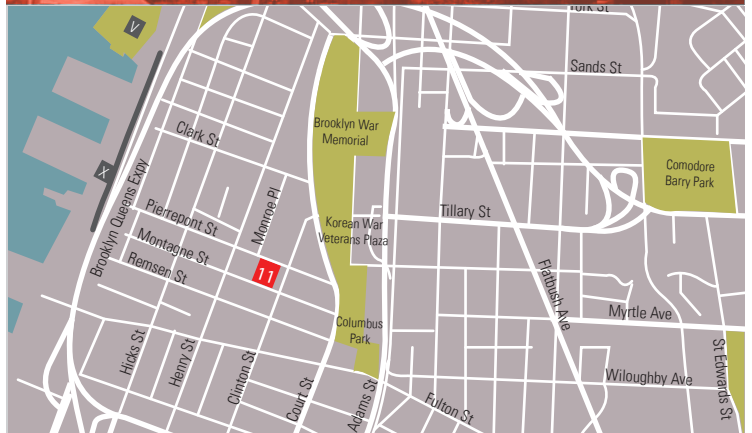 York St
V
Sands St
Clark St
Brooklyn War
Memorial
Comodore
Barry Park
X
Brooklyn Queens Expy
Monroe Pl
Pierrepont St
Tillary St
Korean War
Veterans Plaza
Montagne St
Remsen St
11
Flatbush Ave
Myrtle Ave
Columbus
Park
Hicks St
Henry St
Clinton St
Court St
Adams St
Fulton St
Wiloughby Ave
St Edwards St